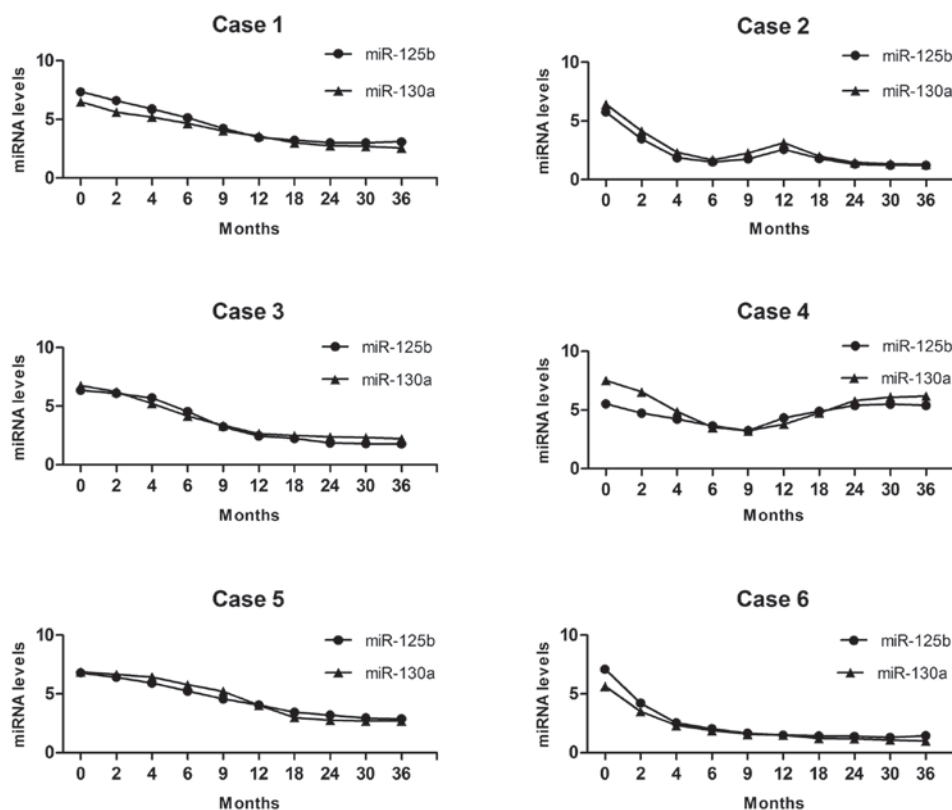 Case 1
miRNA levels
10
5
0
miR-125b
miR-130a
0 2 4 6 9 12 18 24 30 36
Months
Case 2
miRNA levels
10
5
0
miR-125b
miR-130a
0 2 4 6 9 12 18 24 30 36
Months
Case 3
miRNA levels
10
5
0
miR-125b
miR-130a
0 2 4 6 9 12 18 24 30 36
Months
Case 4
miRNA levels
10
5
0
miR-125b
miR-130a
0 2 4 6 9 12 18 24 30 36
Months
Case 5
miRNA levels
10
5
0
miR-125b
miR-130a
0 2 4 6 9 12 18 24 30 36
Months
Case 6
miRNA levels
10
5
0
miR-125b
miR-130a
0 2 4 6 9 12 18 24 30 36
Months